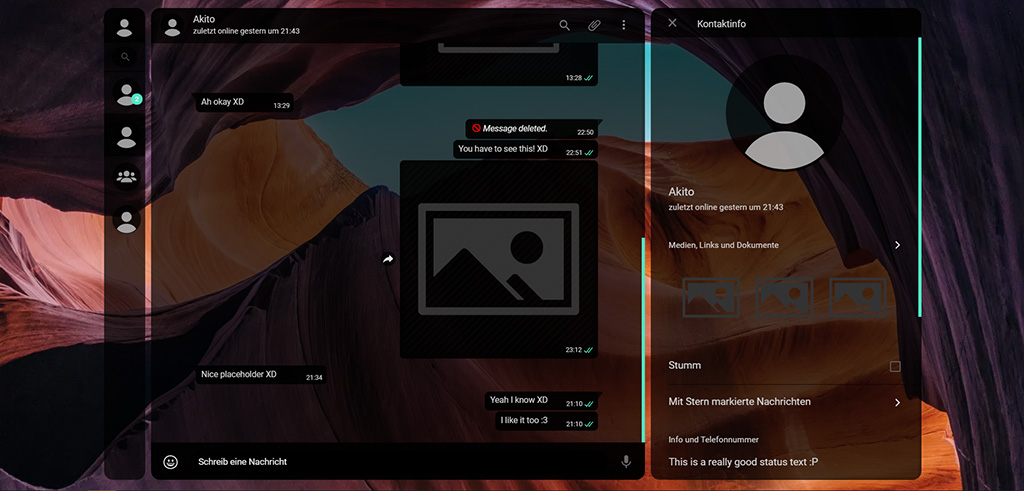 Akito
zuletzt online gestern um 21:43
2
13:28
Ah okay XD 13:29
Message deleted. 22:50
You have to see this! XD 22:51
23:12
Nice placeholder XD 21:34
Yeah I know XD 21:10
I like it too :3 21:10
Schreib eine Nachricht
Kontaktinfo
Akito
zuletzt online gestern um 21:43
Medien, Links und Dokumente
Stumm
Mit Stern markierte Nachrichten
Info und Telefonnummer
This is a really good status text :P